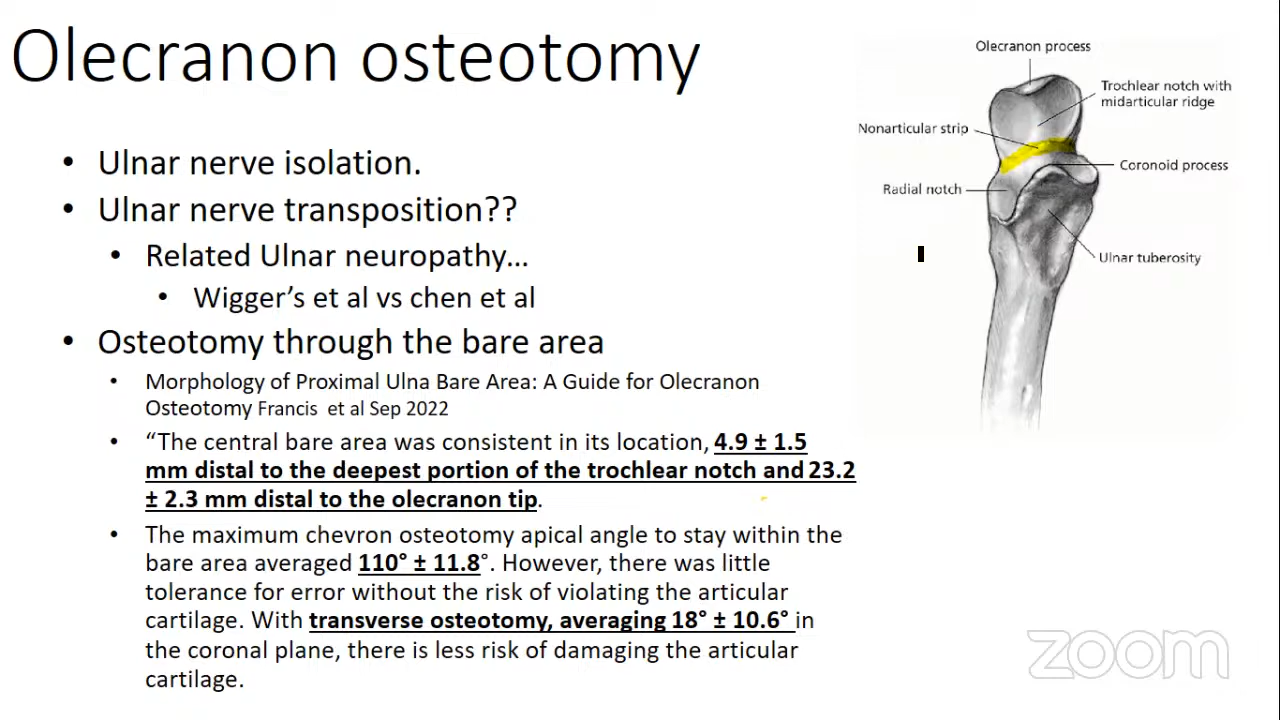 Olecranon osteotomy
• Ulnar nerve isolation.
• Ulnar nerve transposition??
• Related Ulnar neuropathy...
• Wigger's et al vs chen et al
• Osteotomy through the bare area
• Morphology of Proximal Ulna Bare Area: A Guide for Olecranon
Osteotomy Francis et al Sep 2022
• “The central bare area was consistent in its location, 4.9 ± 1.5
mm distal to the deepest portion of the trochlear notch and 23.2
± 2.3 mm distal to the olecranon tip.
• The maximum chevron osteotomy apical angle to stay within the
bare area averaged 110° ± 11.8°. However, there was little
tolerance for error without the risk of violating the articular
cartilage. With transverse osteotomy, averaging 18° ± 10.6° in
the coronal plane, there is less risk of damaging the articular
cartilage.
Olecranon process
Trochlear notch with
midarticular ridge
Nonarticular strip
Coronoid process
Radial notch
Ulnar tuberosity
zoom